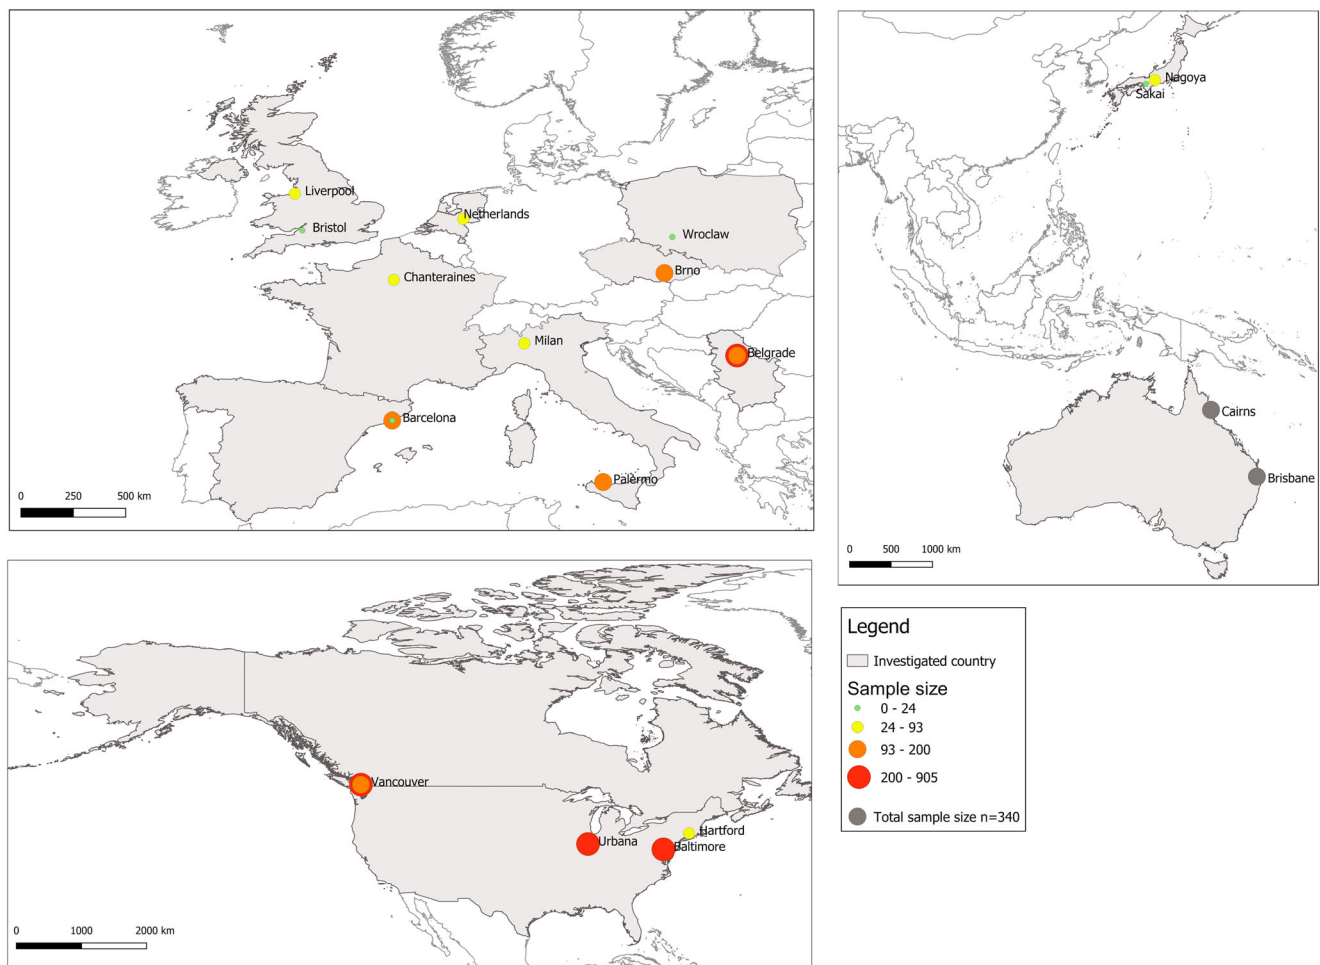 Liverpool
Bristol
Netherlands
Wroclaw
Brno
Chanteraines
Milan
Belgrade
Barcelona
Palermo
0 250 500 km
Nagoya
Sakai
Cairns
Brisbane
0 500 1000 km
Vancouver
Hartford
Urbana
Baltimore
0 1000 2000 km
Legend
Investigated country
Sample size
0 - 24
24 - 93
93 - 200
200 - 905
Total sample size n=340